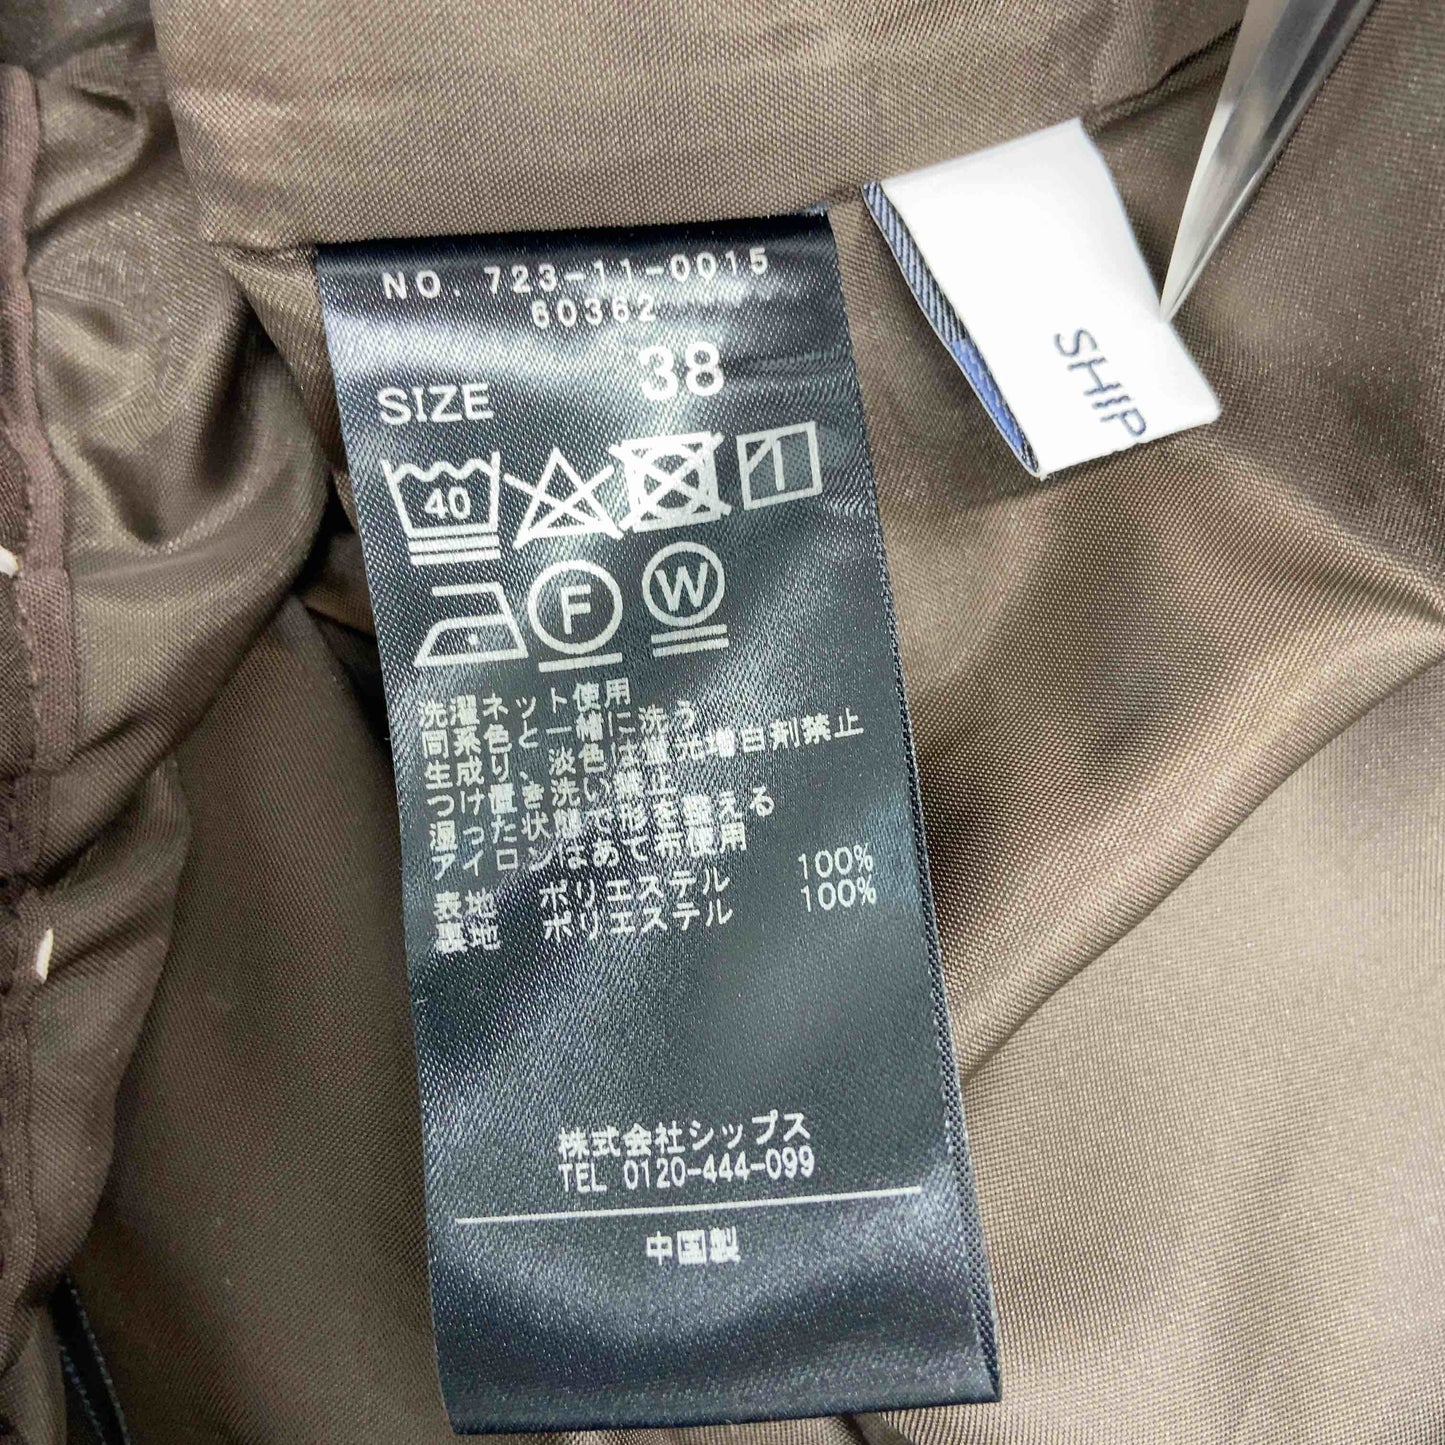 NO. 723-11-0015
60362
SIZE 38
40
F W
洗濯ネット使用
同系色と一緒に洗う
生成り、淡色は蛍光増白剤禁止
つけ置き洗い禁止
湿った状態で形を整える
アイロンはあて布使用
表地 ポリエステル 100%
裏地 ポリエステル 100%
株式会社シップス
TEL 0120-444-099
中国製
SHIP